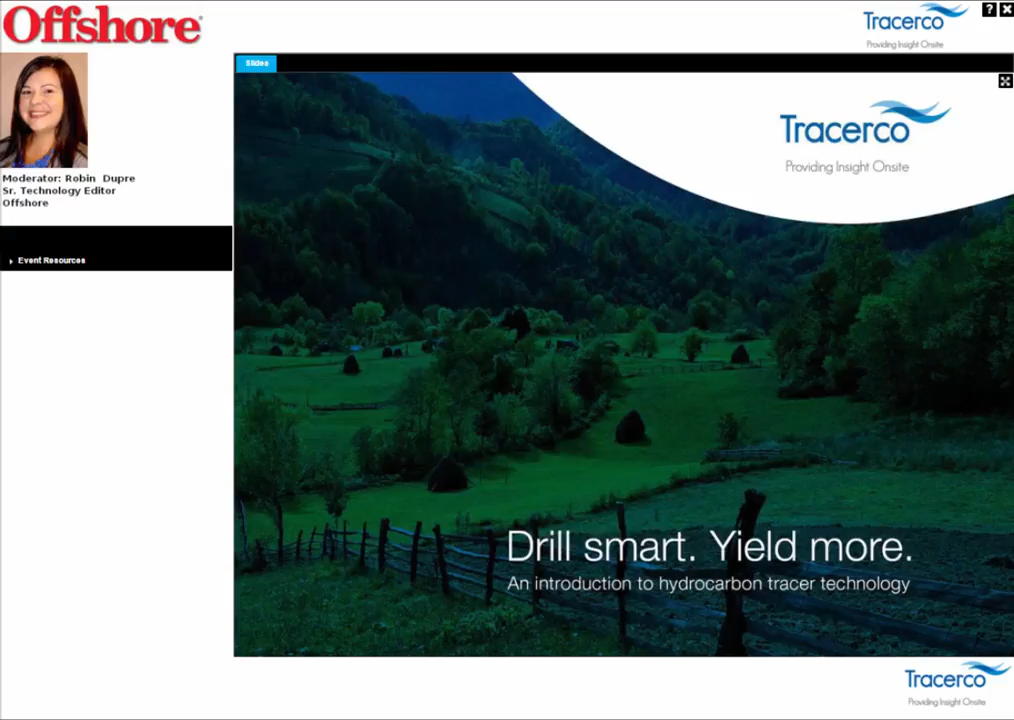 Offshore
Tracerco
Providing Insight Onsite
? X
Slides
Moderator: Robin Dupre
Sr. Technology Editor
Offshore
Event Resources
Tracerco
Providing Insight Onsite
Drill smart. Yield more.
An introduction to hydrocarbon tracer technology
Tracerco
Providing Insight Onsite